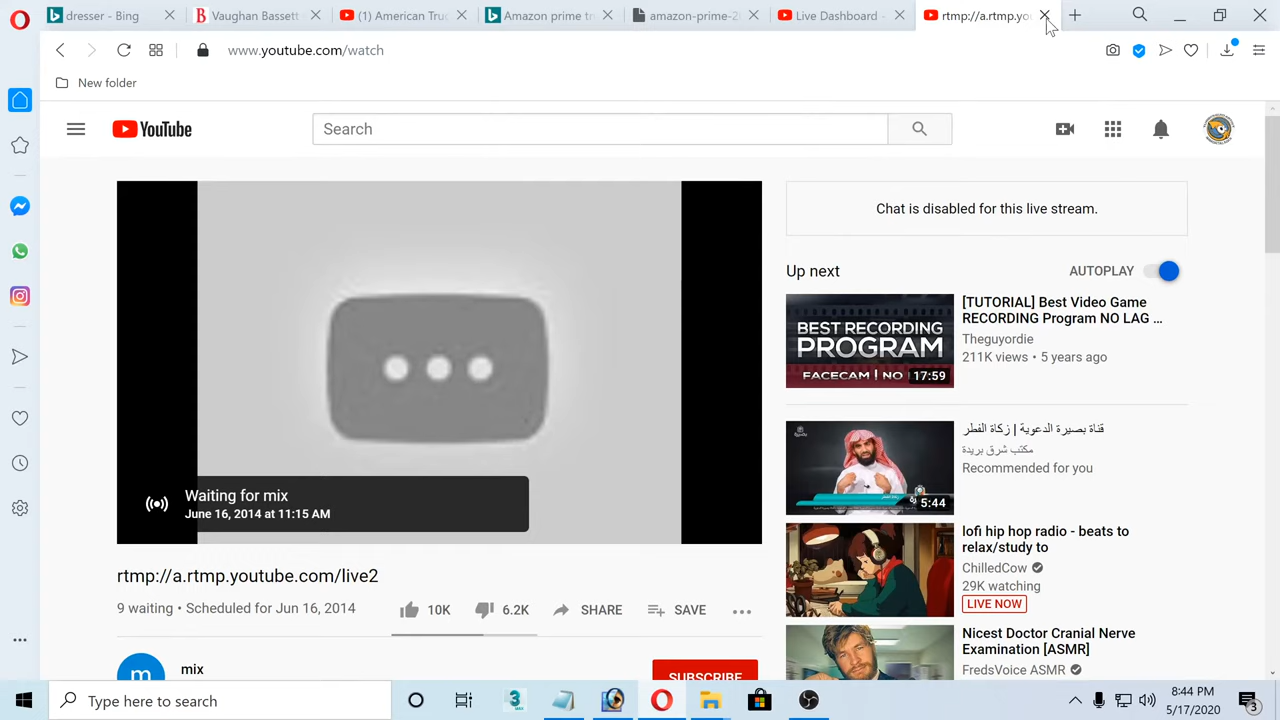 dresser - Bing
Vaughan Bassett
(1) American Tru
Amazon prime tr
amazon-prime-2
Live Dashboard -
rtmp://a.rtmp.yo
www.youtube.com/watch
New folder
YouTube
Search
Chat is disabled for this live stream.
Up next
AUTOPLAY
BEST RECORDING
PROGRAM
FACECAM | NO
17:59
[TUTORIAL] Best Video Game
RECORDING Program NO LAG ...
Theguyordie
211K views • 5 years ago
5:44
قناة بصيرة الدعوية | زكاة الفطر
مكتب شرق بريدة
Recommended for you
lofi hip hop radio - beats to
relax/study to
ChilledCow
29K watching
LIVE NOW
Nicest Doctor Cranial Nerve
Examination [ASMR]
FredsVoice ASMR
Waiting for mix
June 16, 2014 at 11:15 AM
rtmp://a.rtmp.youtube.com/live2
9 waiting • Scheduled for Jun 16, 2014
10K
6.2K
SHARE
SAVE
m
mix
SUBSCRIBE
Type here to search
8:44 PM
5/17/2020
3